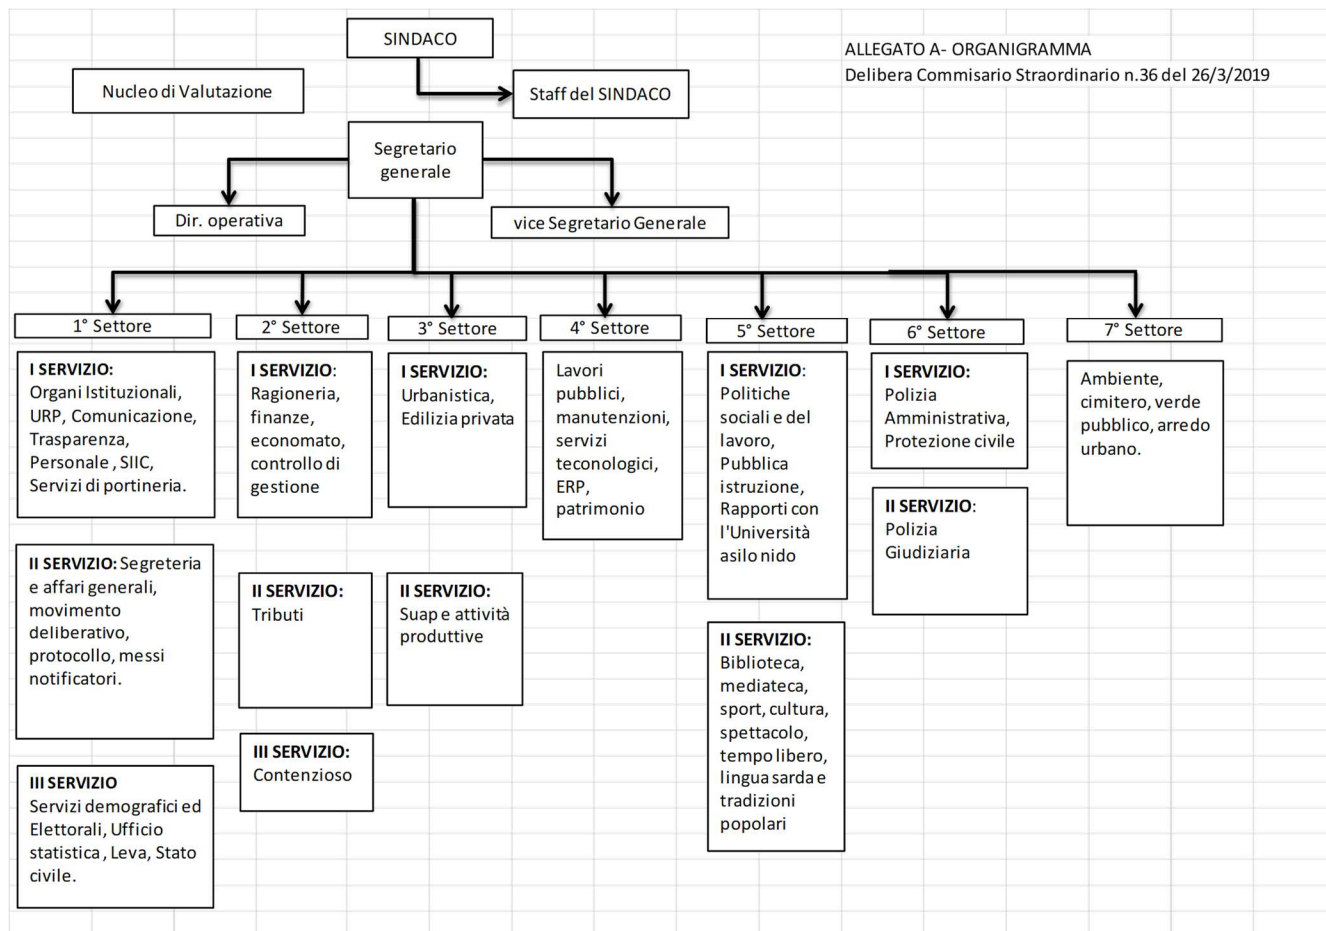 SINDACO
ALLEGATO A- ORGANIGRAMMA
Delibera Commisario Straordinario n.36 del 26/3/2019
Nucleo di Valutazione
Staff del SINDACO
Segretario
generale
Dir. operativa
vice Segretario Generale
1° Settore
2° Settore
3° Settore
4° Settore
5° Settore
6° Settore
7° Settore
I SERVIZIO:
Organi Istituzionali,
URP, Comunicazione,
Trasparenza,
Personale , SIIC,
Servizi di portineria.
II SERVIZIO: Segreteria
e affari generali,
movimento
deliberativo,
protocollo, messi
notificatori.
III SERVIZIO
Servizi demografici ed
Elettorali, Ufficio
statistica , Leva, Stato
civile.
I SERVIZIO:
Ragioneria,
finanze,
economato,
controllo di
gestione
II SERVIZIO:
Tributi
III SERVIZIO:
Contenzioso
I SERVIZIO:
Urbanistica,
Edilizia privata
II SERVIZIO:
Suap e attività
produttive
Lavori
pubblici,
manutenzioni,
servizi
teconologici,
ERP,
patrimonio
I SERVIZIO:
Politiche
sociali e del
lavoro,
Pubblica
istruzione,
Rapporti con
l'Università
asilo nido
II SERVIZIO:
Biblioteca,
mediateca,
sport, cultura,
spettacolo,
tempo libero,
lingua sarda e
tradizioni
popolari
I SERVIZIO:
Polizia
Amministrativa,
Protezione civile
II SERVIZIO:
Polizia
Giudiziaria
Ambiente,
cimitero, verde
pubblico, arredo
urbano.